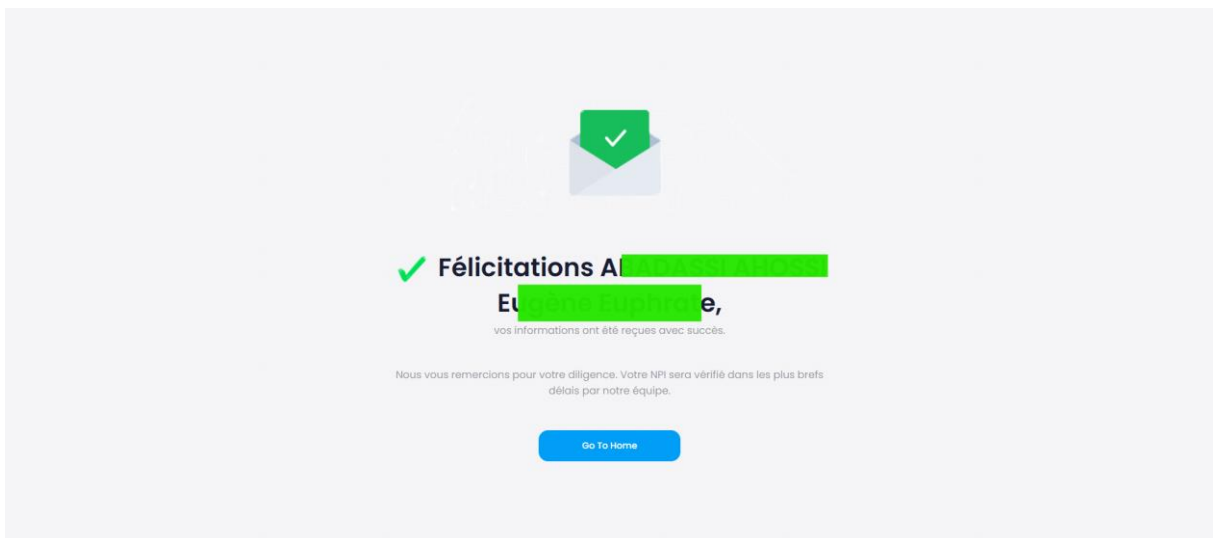 Félicitations
vos informations ont été reçues avec succès.
Nous vous remercions pour votre diligence. Votre NPI sera vérifié dans les plus brefs
délais par notre équipe.
Go To Home